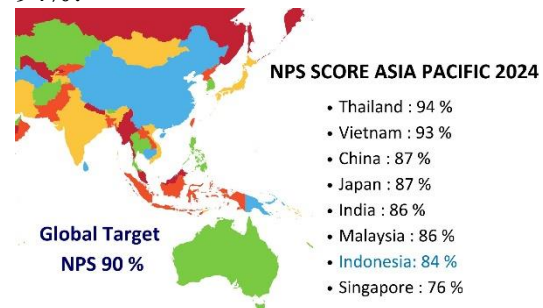 NPS SCORE ASIA PACIFIC 2024
• Thailand : 94 %
• Vietnam : 93 %
• China : 87 %
• Japan : 87 %
• India : 86 %
• Malaysia : 86 %
• Indonesia: 84 %
• Singapore : 76 %
Global Target
NPS 90 %